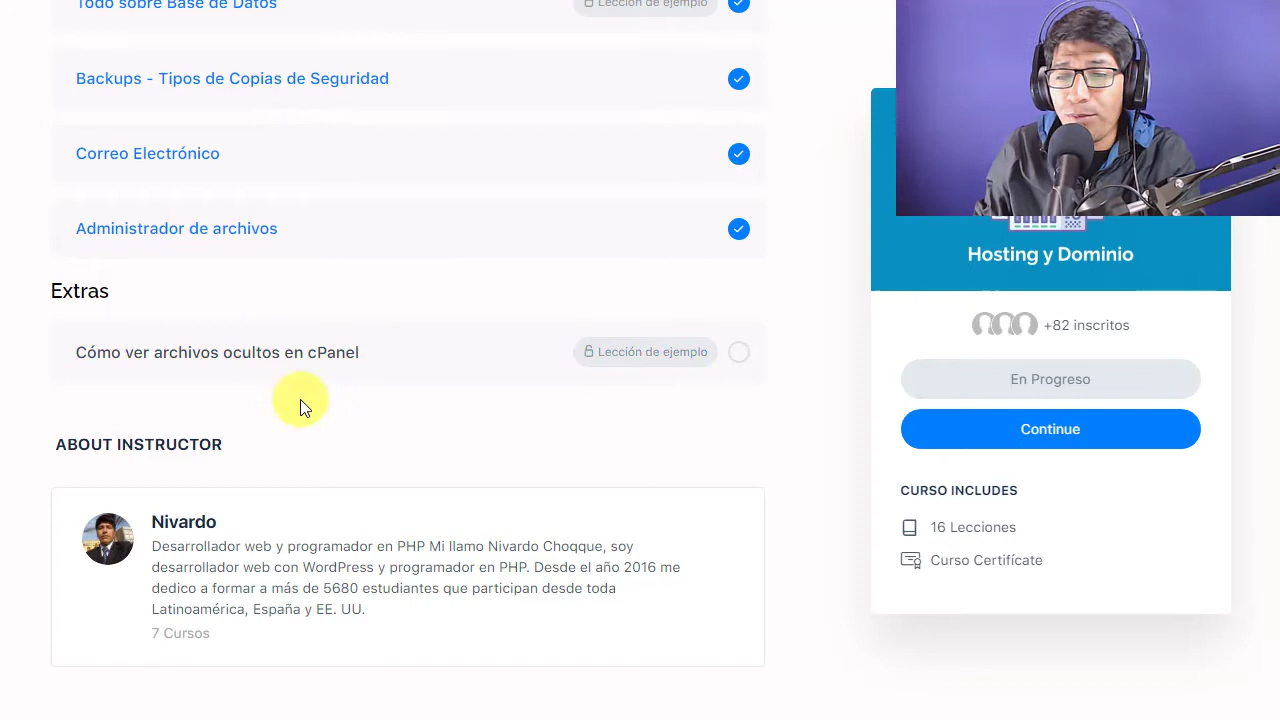 Todo sobre Base de Datos
Lección de ejemplo
Backups - Tipos de Copias de Seguridad
Correo Electrónico
Administrador de archivos
Extras
Cómo ver archivos ocultos en cPanel
Lección de ejemplo
ABOUT INSTRUCTOR
Nivardo
Desarrollador web y programador en PHP Mi llamo Nivardo Choqque, soy
desarrollador web con WordPress y programador en PHP. Desde el año 2016 me
dedico a formar a más de 5680 estudiantes que participan desde toda
Latinoamérica, España y EE. UU.
7 Cursos
Hosting y Dominio
+82 inscritos
En Progreso
Continue
CURSO INCLUDES
16 Lecciones
Curso Certifícate